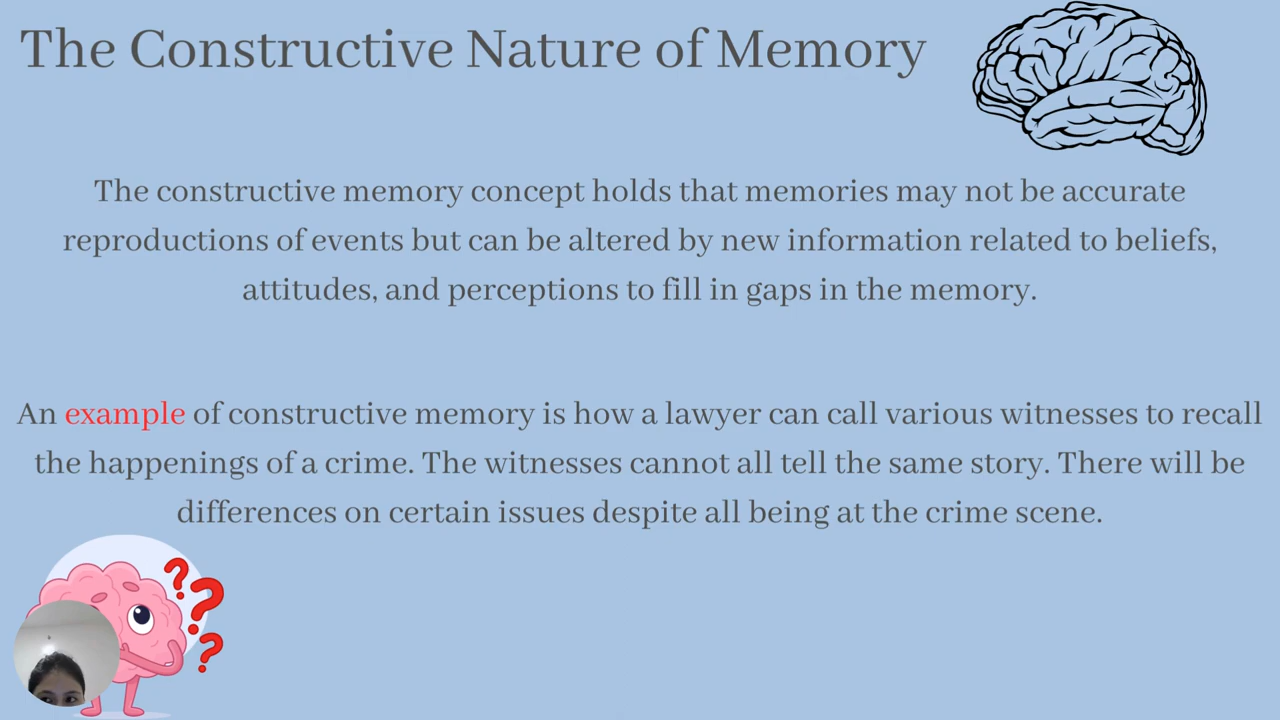 The Constructive Nature of Memory
The constructive memory concept holds that memories may not be accurate
reproductions of events but can be altered by new information related to beliefs,
attitudes, and perceptions to fill in gaps in the memory.
An example of constructive memory is how a lawyer can call various witnesses to recall
the happenings of a crime. The witnesses cannot all tell the same story. There will be
differences on certain issues despite all being at the crime scene.
???